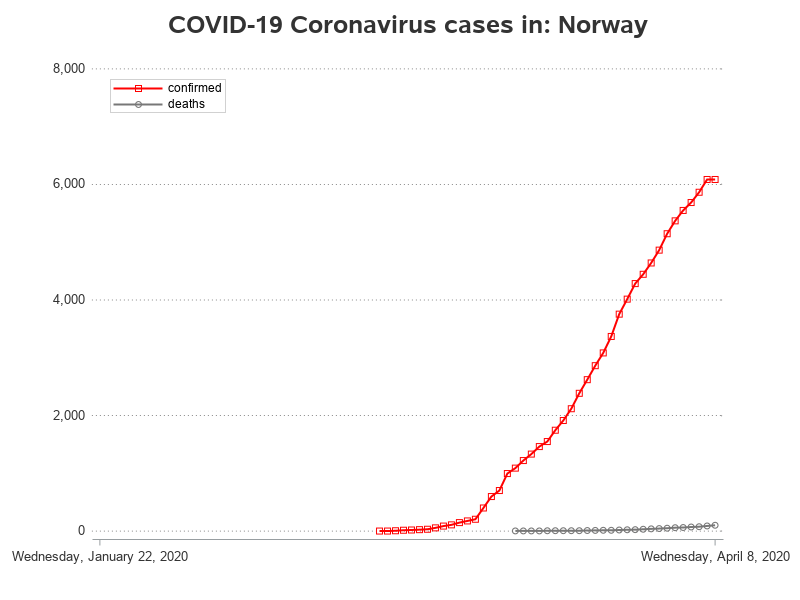 COVID-19 Coronavirus cases in: Norway
8,000
confirmed
deaths
6,000
4,000
2,000
0
Wednesday, January 22, 2020
Wednesday, April 8, 2020